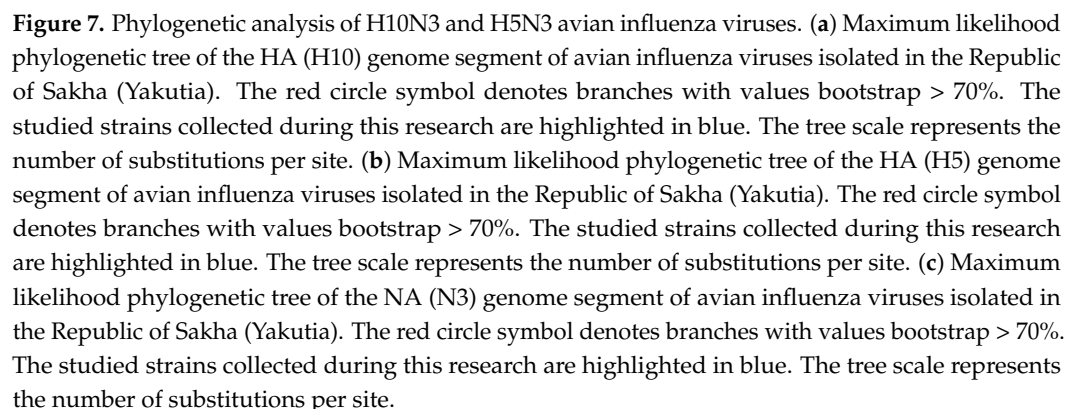 Figure 7. Phylogenetic analysis of H10N3 and H5N3 avian influenza viruses. (a) Maximum likelihood
phylogenetic tree of the HA (H10) genome segment of avian influenza viruses isolated in the Republic
of Sakha (Yakutia). The red circle symbol denotes branches with values bootstrap > 70%. The
studied strains collected during this research are highlighted in blue. The tree scale represents the
number of substitutions per site. (b) Maximum likelihood phylogenetic tree of the HA (H5) genome
segment of avian influenza viruses isolated in the Republic of Sakha (Yakutia). The red circle symbol
denotes branches with values bootstrap > 70%. The studied strains collected during this research
are highlighted in blue. The tree scale represents the number of substitutions per site. (c) Maximum
likelihood phylogenetic tree of the NA (N3) genome segment of avian influenza viruses isolated in
the Republic of Sakha (Yakutia). The red circle symbol denotes branches with values bootstrap > 70%.
The studied strains collected during this research are highlighted in blue. The tree scale represents
the number of substitutions per site.